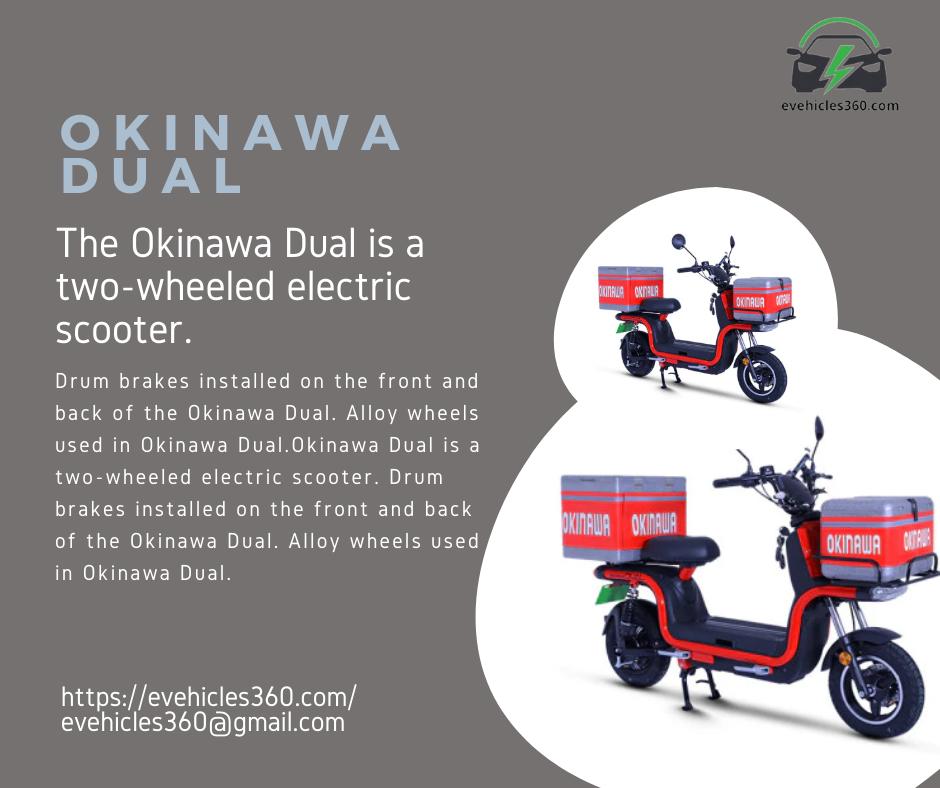 evehicles360.com
OKINAWA
DUAL
The Okinawa Dual is a
two-wheeled electric
scooter.
Drum brakes installed on the front and
back of the Okinawa Dual. Alloy wheels
used in Okinawa Dual.Okinawa Dual is a
two-wheeled electric scooter. Drum
brakes installed on the front and back
of the Okinawa Dual. Alloy wheels used
in Okinawa Dual.
OKINAWA OKINAWA
OKINAWA OKINAWA
OKINAWA OKINAWA
OKINAWA OKINAWA
https://evehicles360.com/
evehicles360@gmail.com